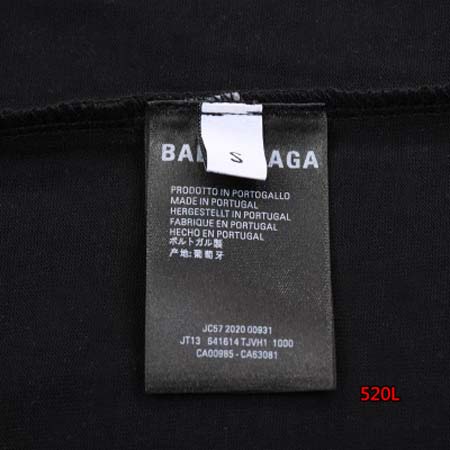 S
BAL AGA
PRODOTTO IN PORTOGALLO
MADE IN PORTUGAL
HERGESTELLT IN PORTUGAL
FABRIQUE EN PORTUGAL
HECHO EN PORTUGAL
ポルトガル製
产地:葡萄牙
JC57 2020 00931
JT13 541614 TJVH1 1000
CA00985 - CA63081
520L